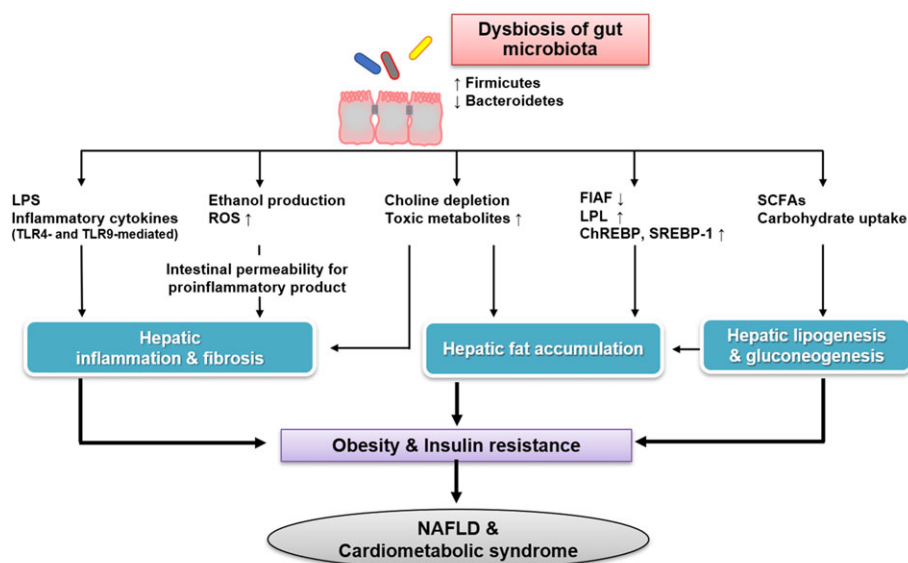 Dysbiosis of gut
microbiota
↑ Firmicutes
↓ Bacteroidetes
LPS
Inflammatory cytokines
(TLR4- and TLR9-mediated)
Ethanol production
ROS ↑
Intestinal permeability for
proinflammatory product
Choline depletion
Toxic metabolites ↑
FIAF ↓
LPL ↑
ChREBP, SREBP-1 ↑
SCFAs
Carbohydrate uptake
Hepatic
inflammation & fibrosis
Hepatic fat accumulation
Hepatic lipogenesis
& gluconeogenesis
Obesity & Insulin resistance
NAFLD &
Cardiometabolic syndrome